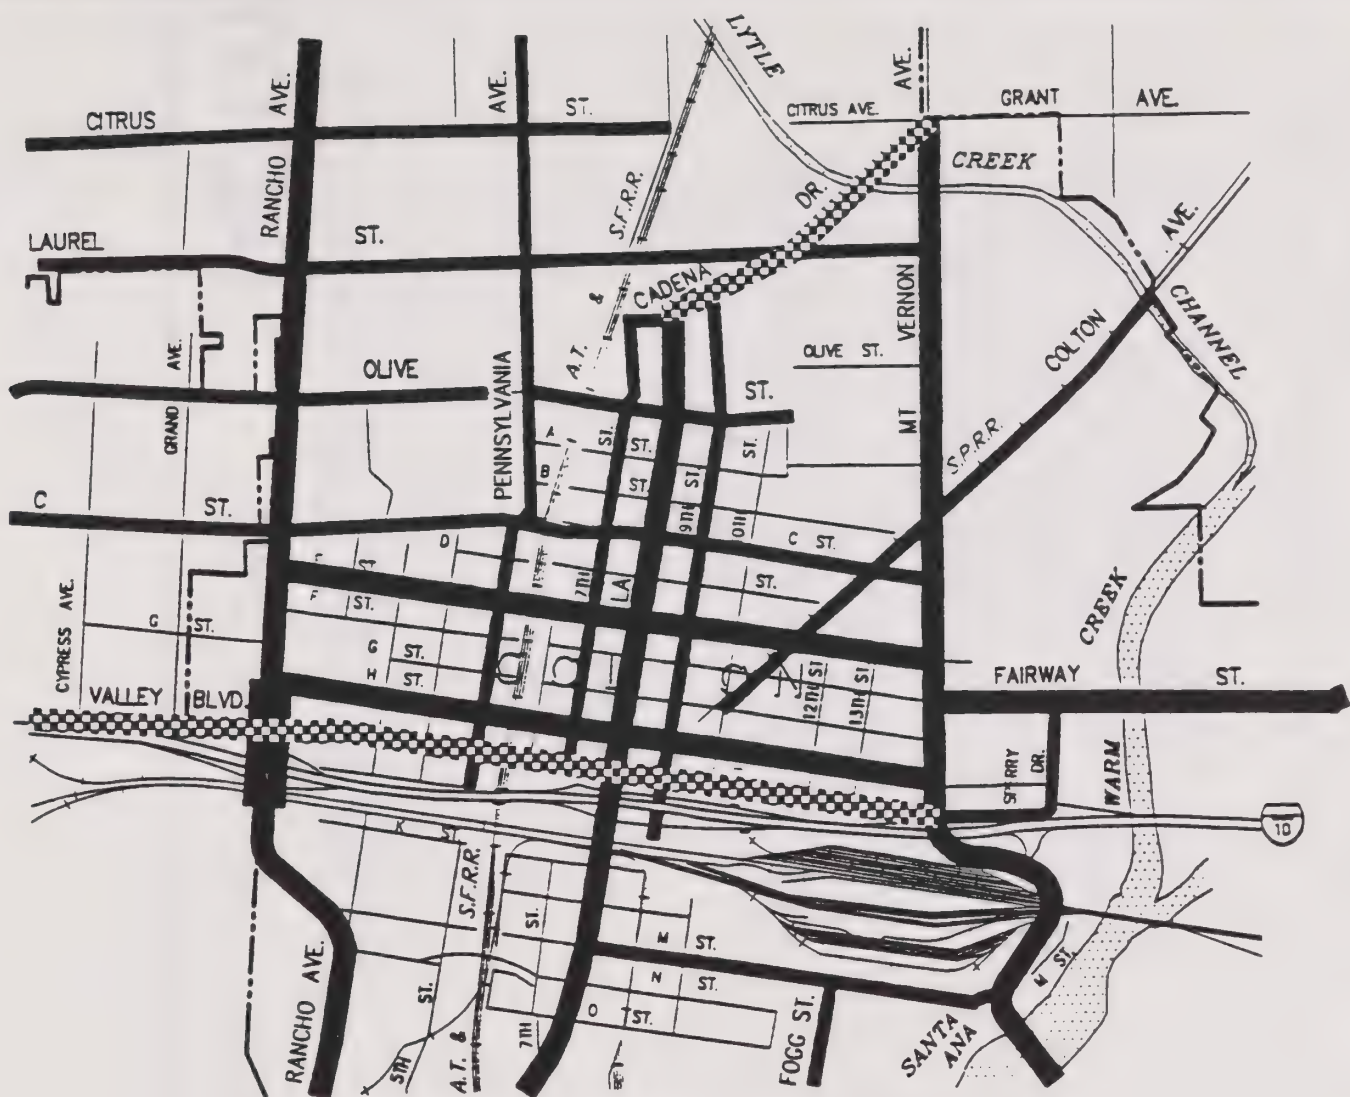 LYTLE
AVE.
AVE.
AVE.
ST.
CITRUS
CITRUS AVE.
GRANT
AVE.
CREEK
RANCHO
S.F.R.R.
DR.
AVE.
LAUREL
ST.
CADENA
&
A.T.
VERNON
MT
CHANNEL
COLTON
OLIVE ST.
AVE.
GRAND
OLIVE
PENNSYLVANIA
ST.
A
B
ST.
ST.
ST.
ST.
ST.
S.P.R.R.
C
ST.
9TH
D
C ST.
ST.
7TH
LA
F
ST.
CYPRESS AVE.
G
ST.
G
ST.
H
ST.
CREEK
12TH ST
13TH ST
FAIRWAY
ST.
VALLEY
BLVD.
SPERRY
DR.
WARM
10
K
ST
S.F.R.R.
ST.
M
ST.
N
ST.
O
ST.
M ST.
RANCHO AVE.
ST.
5TH
A.T. &
7TH
FOGG ST.
SANTA
ANA